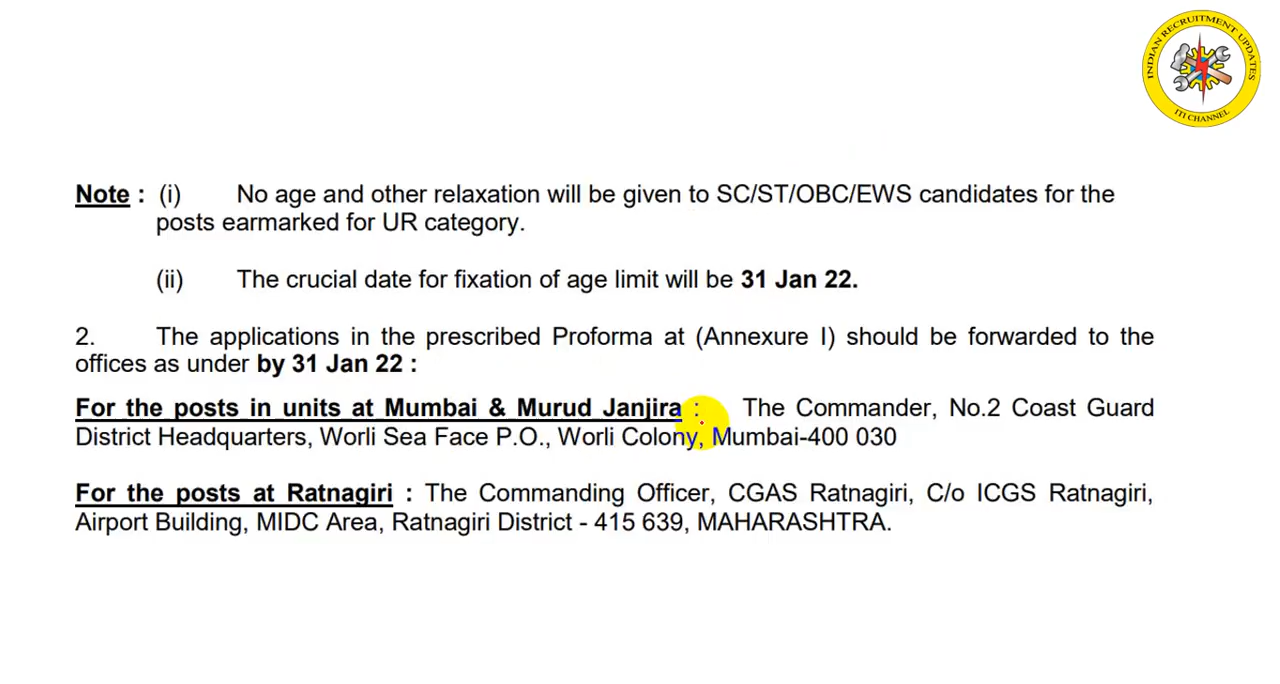 INDIAN RECRUITMENT UPDATES
ITI CHANNEL
Note : (i) No age and other relaxation will be given to SC/ST/OBC/EWS candidates for the
posts earmarked for UR category.
(ii) The crucial date for fixation of age limit will be 31 Jan 22.
2. The applications in the prescribed Proforma at (Annexure I) should be forwarded to the
offices as under by 31 Jan 22 :
For the posts in units at Mumbai & Murud Janjira : The Commander, No.2 Coast Guard
District Headquarters, Worli Sea Face P.O., Worli Colony, Mumbai-400 030
For the posts at Ratnagiri : The Commanding Officer, CGAS Ratnagiri, C/o ICGS Ratnagiri,
Airport Building, MIDC Area, Ratnagiri District - 415 639, MAHARASHTRA.